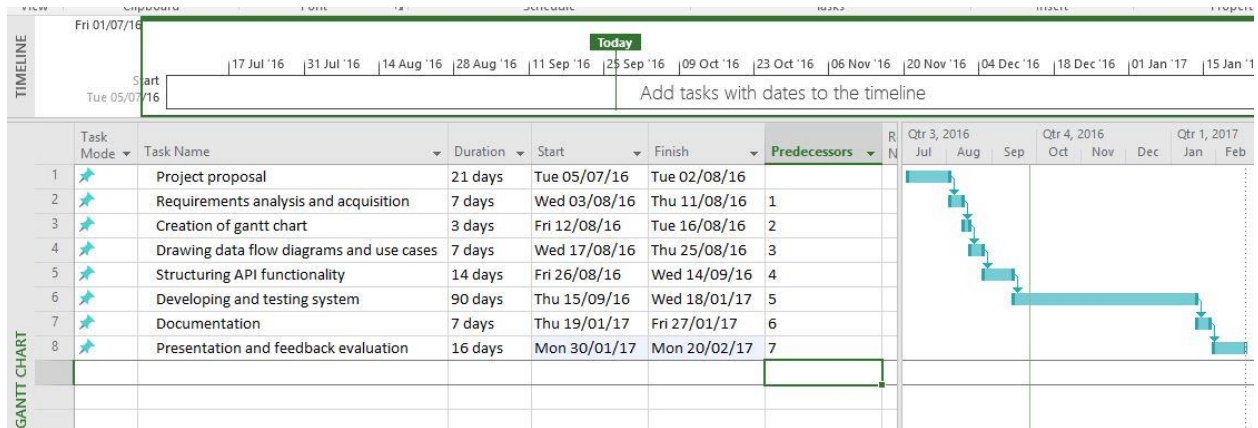 View Clipboard Font Schedule Tasks Insert
Fri 01/07/16
Today
17 Jul '16 31 Jul '16 14 Aug '16 28 Aug '16 11 Sep '16 25 Sep '16 09 Oct '16 23 Oct '16 06 Nov '16 20 Nov '16 04 Dec '16 18 Dec '16 01 Jan '17 15 Jan '1
TIMELINE
Start
Tue 05/07/16
Add tasks with dates to the timeline
Task Mode Task Name Duration Start Finish Predecessors R N
Qtr 3, 2016 Qtr 4, 2016 Qtr 1, 2017
Jul Aug Sep Oct Nov Dec Jan Feb
1 Project proposal 21 days Tue 05/07/16 Tue 02/08/16
2 Requirements analysis and acquisition 7 days Wed 03/08/16 Thu 11/08/16 1
3 Creation of gantt chart 3 days Fri 12/08/16 Tue 16/08/16 2
4 Drawing data flow diagrams and use cases 7 days Wed 17/08/16 Thu 25/08/16 3
5 Structuring API functionality 14 days Fri 26/08/16 Wed 14/09/16 4
6 Developing and testing system 90 days Thu 15/09/16 Wed 18/01/17 5
7 Documentation 7 days Thu 19/01/17 Fri 27/01/17 6
8 Presentation and feedback evaluation 16 days Mon 30/01/17 Mon 20/02/17 7
GANTT CHART